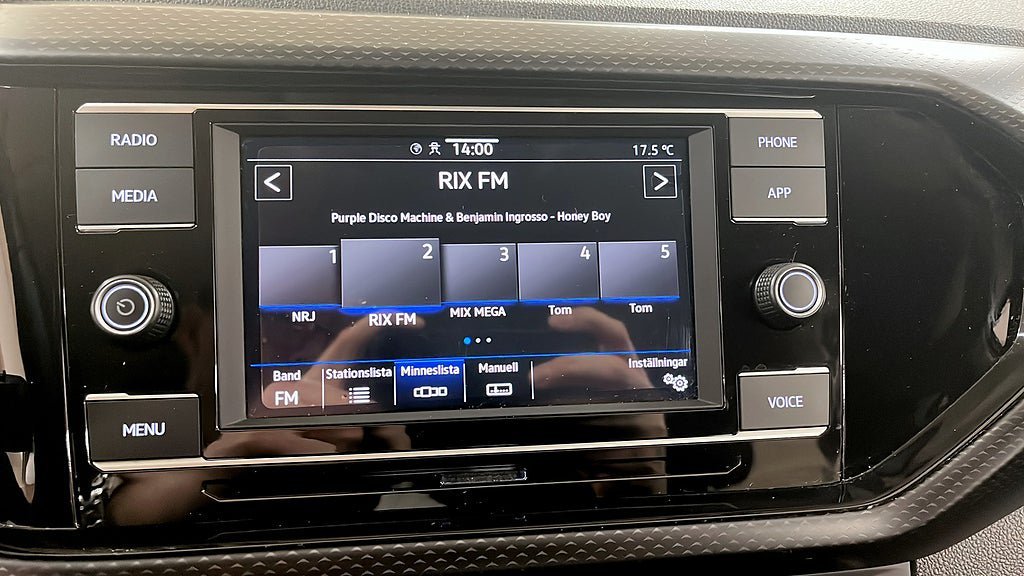 RADIO
MEDIA
MENU
14:00
17.5 °C
<
RIX FM
>
Purple Disco Machine & Benjamin Ingrosso - Honey Boy
1 2 3 4 5
NRJ RIX FM MIX MEGA Tom Tom
Band Stationslista Minneslista Manuell Inställningar
FM
PHONE
APP
VOICE